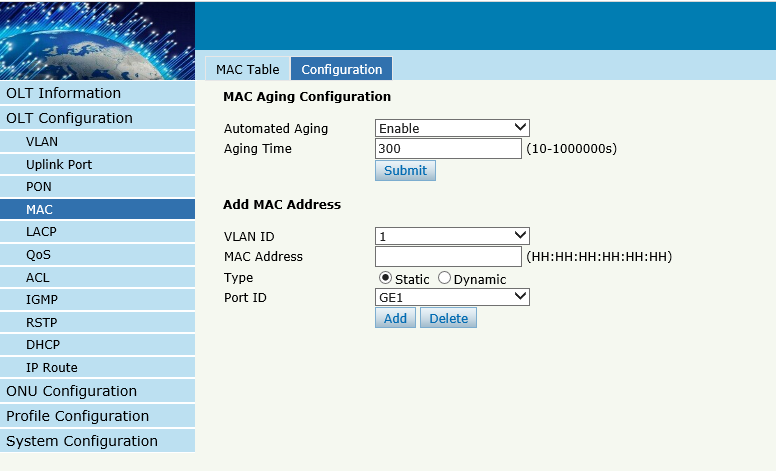 MAC Table Configuration
OLT Information
OLT Configuration
VLAN
Uplink Port
PON
MAC
LACP
QoS
ACL
IGMP
RSTP
DHCP
IP Route
ONU Configuration
Profile Configuration
System Configuration
MAC Aging Configuration
Automated Aging Enable
Aging Time 300 (10-1000000s)
Submit
Add MAC Address
VLAN ID 1
MAC Address (HH:HH:HH:HH:HH:HH)
Type Static Dynamic
Port ID GE1
Add Delete